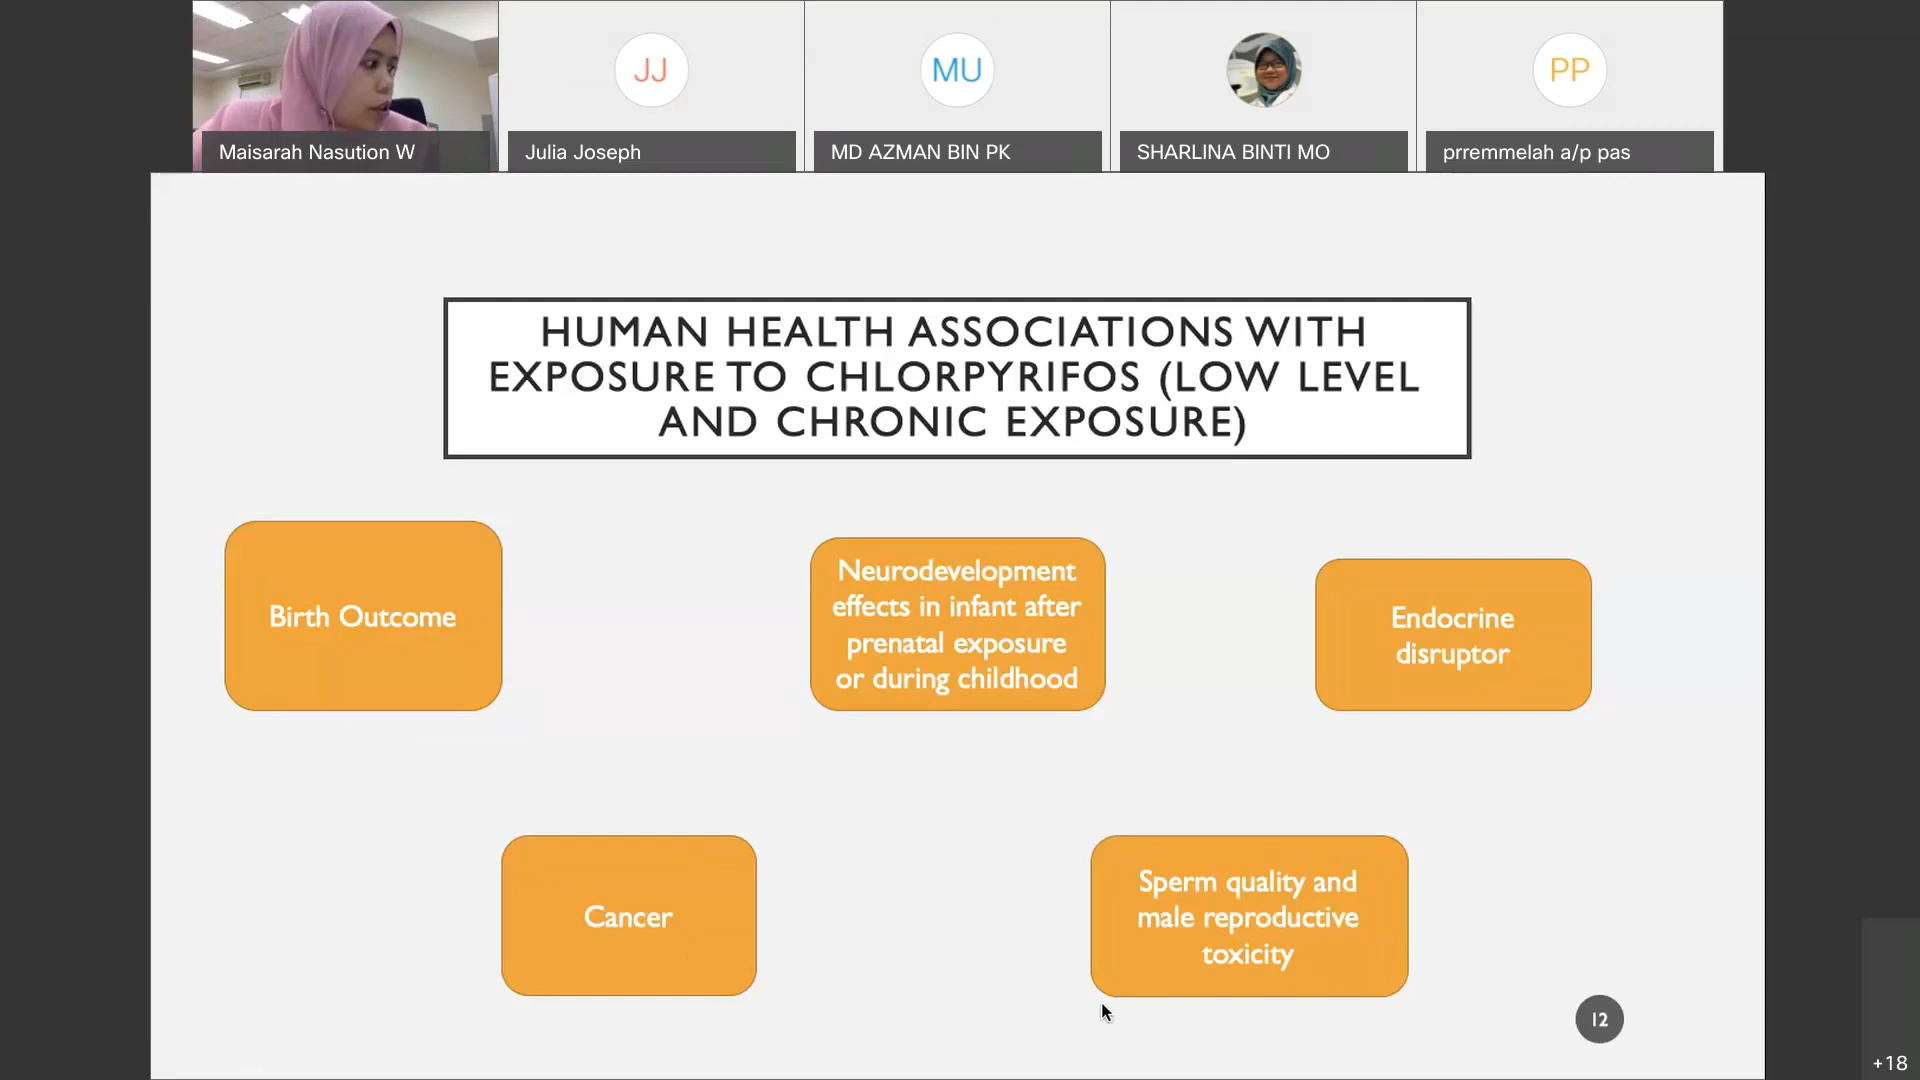 JJ
MU
PP
Maisarah Nasution W
Julia Joseph
MD AZMAN BIN PK
SHARLINA BINTI MO
prremmelah a/p pas
HUMAN HEALTH ASSOCIATIONS WITH
EXPOSURE TO CHLORPYRIFOS (LOW LEVEL
AND CHRONIC EXPOSURE)
Birth Outcome
Neurodevelopment
effects in infant after
prenatal exposure
or during childhood
Endocrine
disruptor
Cancer
Sperm quality and
male reproductive
toxicity
12
+18